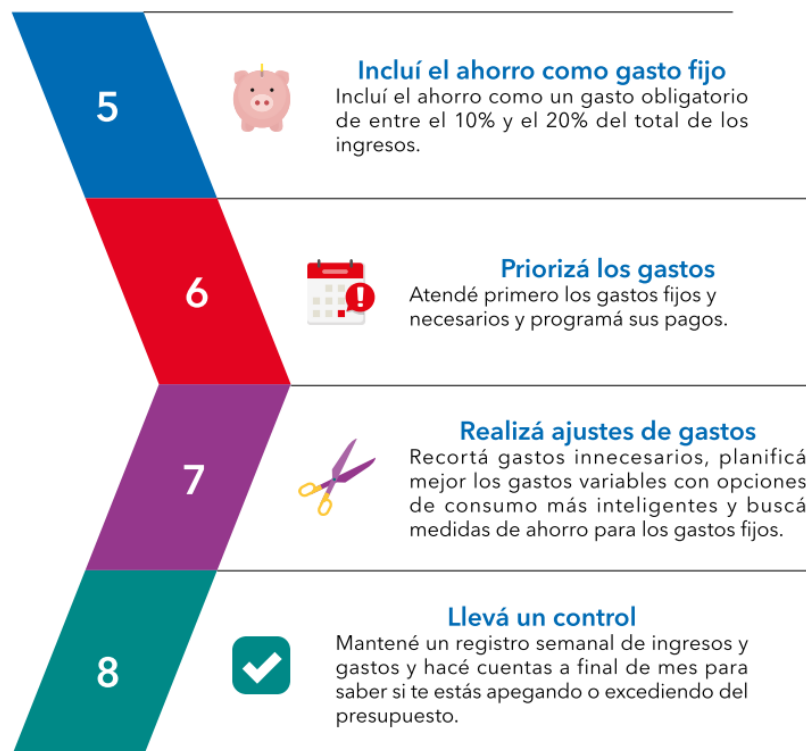 5
Incluí el ahorro como gasto fijo
Incluí el ahorro como un gasto obligatorio
de entre el 10% y el 20% del total de los
ingresos.
6
Priorizá los gastos
Atendé primero los gastos fijos y
necesarios y programá sus pagos.
7
Realizá ajustes de gastos
Recortá gastos innecesarios, planificá
mejor los gastos variables con opciones
de consumo más inteligentes y buscá
medidas de ahorro para los gastos fijos.
8
Llevá un control
Mantené un registro semanal de ingresos y
gastos y hacé cuentas a final de mes para
saber si te estás apegando o excediendo del
presupuesto.